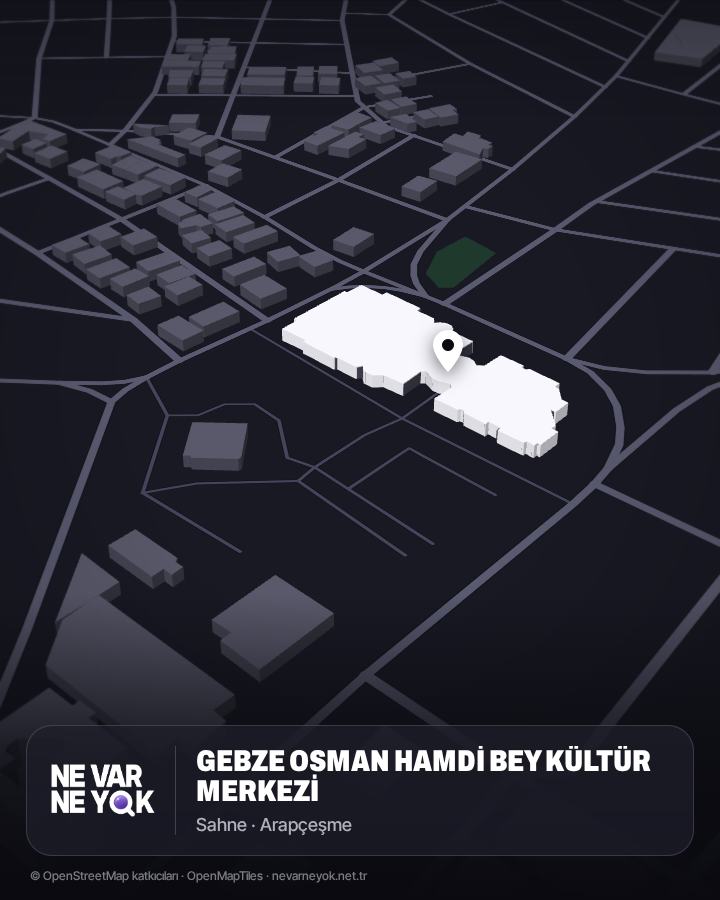 NE VAR
NE YOK
GEBZE OSMAN HAMDİ BEY KÜLTÜR
MERKEZİ
Sahne · Arapçeşme
© OpenStreetMap katkıcıları · OpenMapTiles · nevarneyok.net.tr